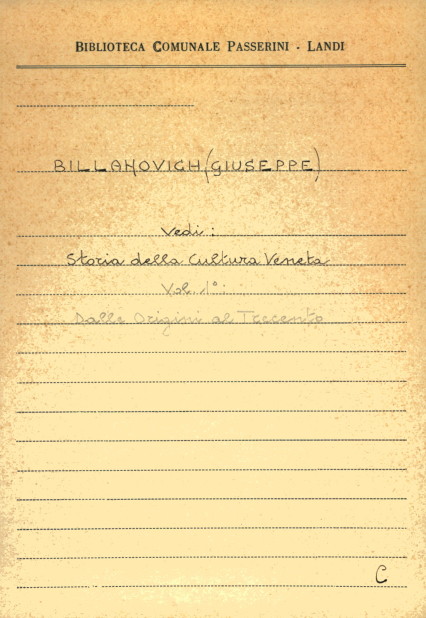 BIBLIOTECA COMUNALE PASSERINI - LANDI
BILLANOVICH (GIUSEPPE)
Vedi:
Storia della Cultura Veneta
Vol. 1°:
Dalle Origini al Trecento
C